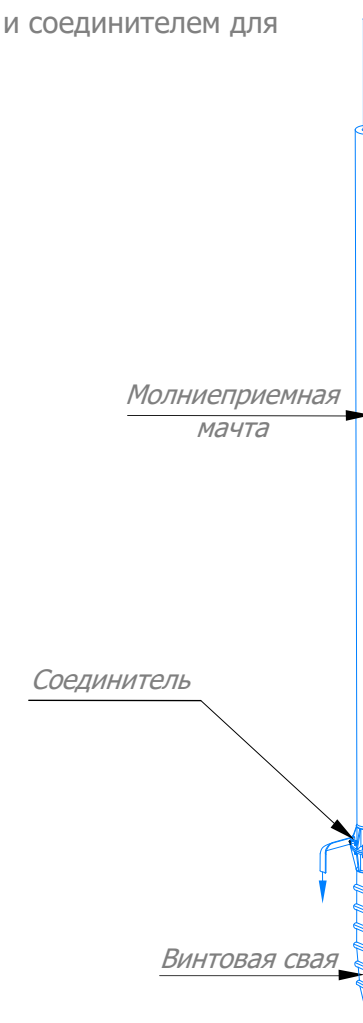 и соединителем для
Молниеприемная
мачта
Соединитель
Винтовая свая